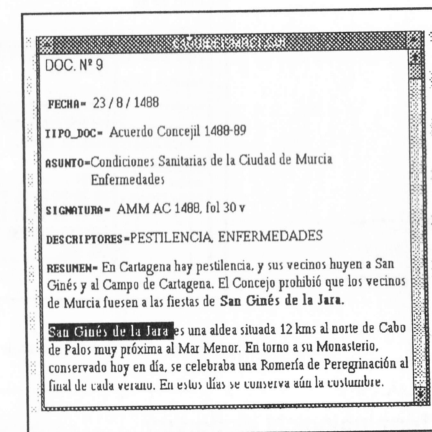 DOC. Nº 9
FECHA= 23 / 8 / 1488
TIPO_DOC= Acuerdo Concejil 1488-89
ASUNTO=Condiciones Sanitarias de la Ciudad de Murcia
Enfermedades
SIGNATURA= AMM AC 1488, fol 30 v
DESCRIPTORES=PESTILENCIA, ENFERMEDADES
RESUMEN= En Cartagena hay pestilencia, y sus vecinos huyen a San
Ginés y al Campo de Cartagena. El Concejo prohibió que los vecinos
de Murcia fuesen a las fiestas de San Ginés de la Jara.
San Ginés de la Jara es una aldea situada 12 kms al norte de Cabo
de Palos muy próxima al Mar Menor. En torno a su Monasterio,
conservado hoy en día, se celebraba una Romería de Peregrinación al
final de cada verano. En estos días se conserva aún la costumbre.